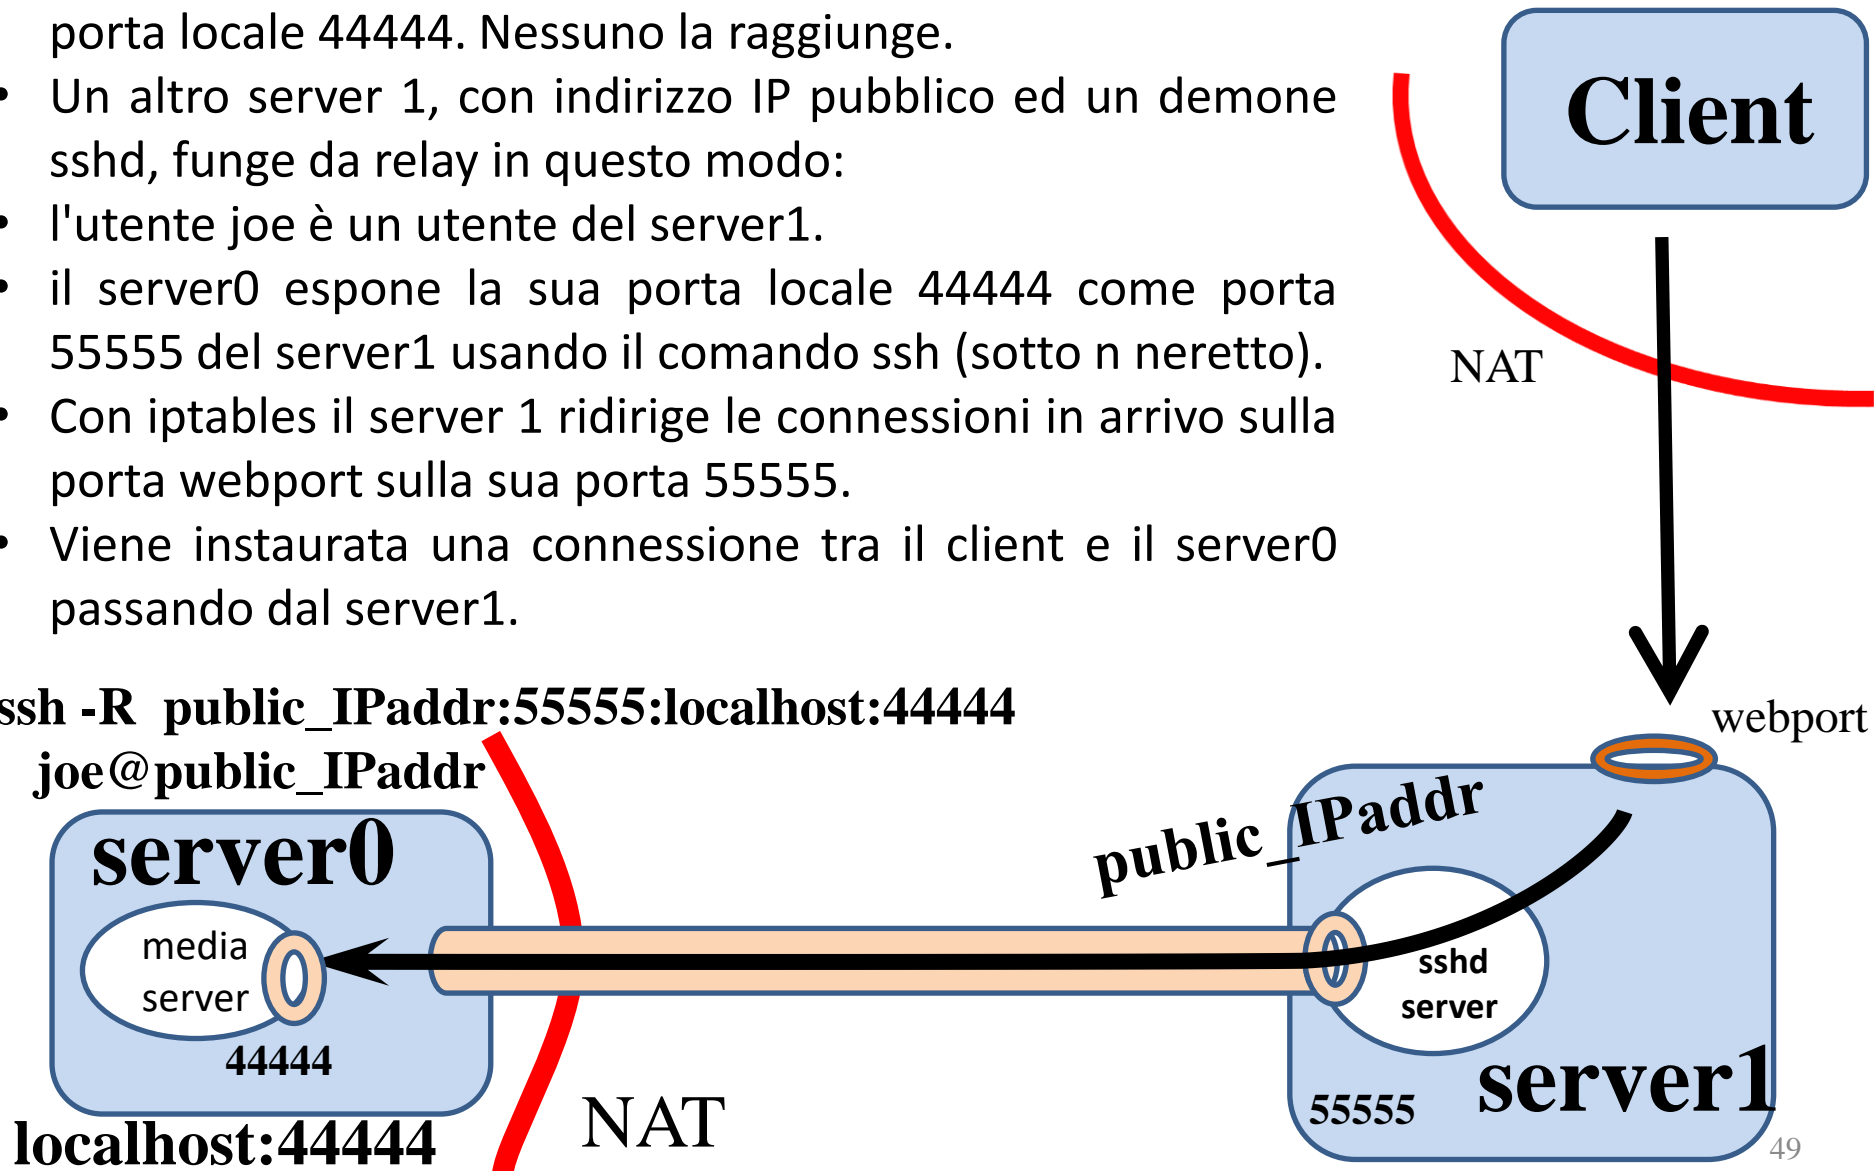 porta locale 44444. Nessuno la raggiunge.
• Un altro server 1, con indirizzo IP pubblico ed un demone
sshd, funge da relay in questo modo:
• l'utente joe è un utente del server1.
• il server0 espone la sua porta locale 44444 come porta
55555 del server1 usando il comando ssh (sotto n neretto).
• Con iptables il server 1 ridirige le connessioni in arrivo sulla
porta webport sulla sua porta 55555.
• Viene instaurata una connessione tra il client e il server0
passando dal server1.
Client
NAT
ssh -R public_IPaddr:55555:localhost:44444
joe@public_IPaddr
webport
server0
public_IPaddr
media
server
44444
sshd
server
server1
55555
localhost:44444
NAT
49